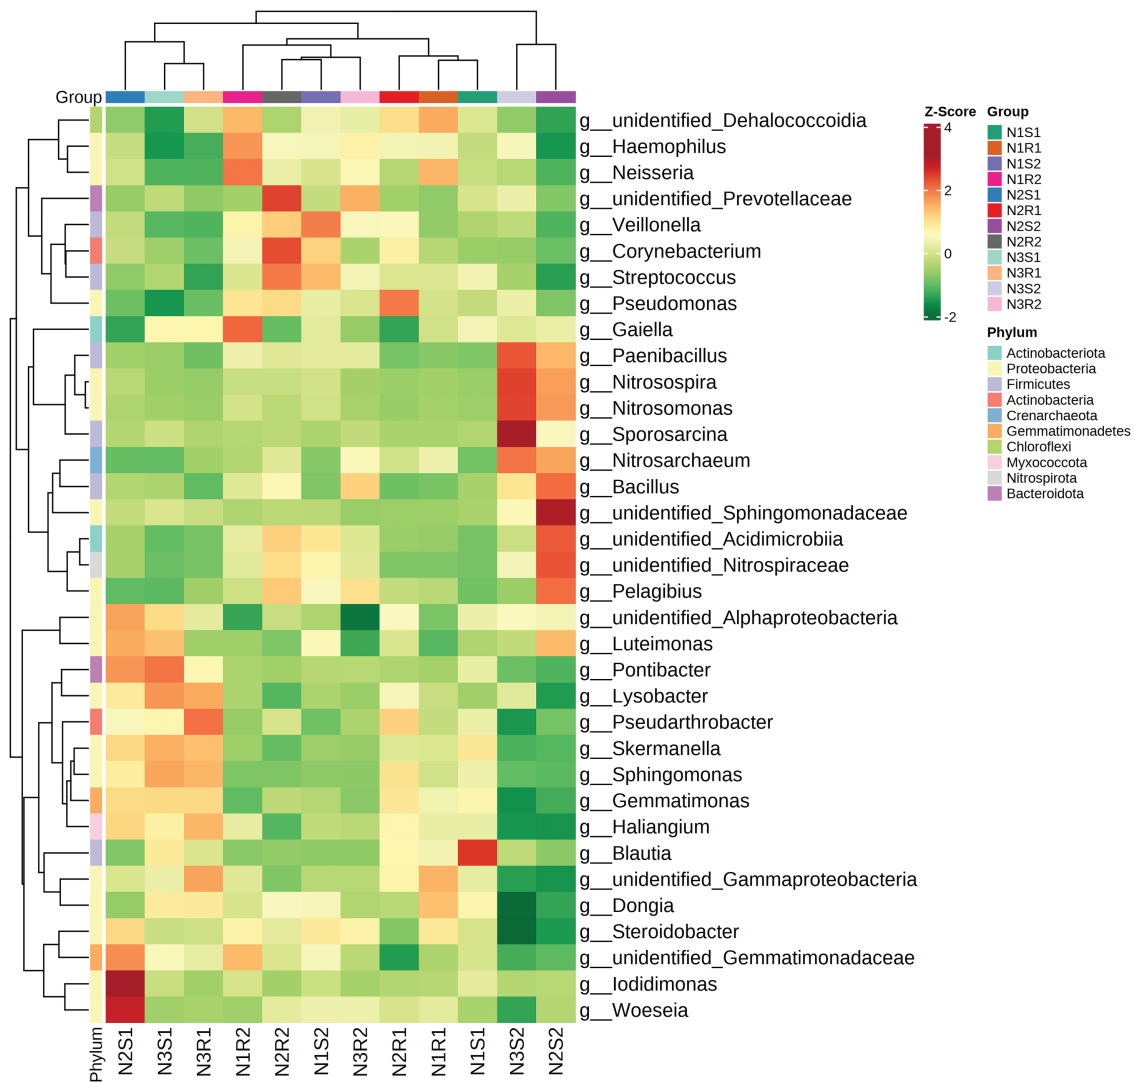 Group
g__unidentified_Dehalococcoidia
g__Haemophilus
g__Neisseria
g__unidentified_Prevotellaceae
g__Veillonella
g__Corynebacterium
g__Streptococcus
g__Pseudomonas
g__Gaiella
g__Paenibacillus
g__Nitrosospira
g__Nitrosomonas
g__Sporosarcina
g__Nitrosarchaeum
g__Bacillus
g__unidentified_Sphingomonadaceae
g__unidentified_Acidimicrobiia
g__unidentified_Nitrospiraceae
g__Pelagibius
g__unidentified_Alphaproteobacteria
g__Luteimonas
g__Pontibacter
g__Lysobacter
g__Pseudarthrobacter
g__Skermanella
g__Sphingomonas
g__Gemmatimonas
g__Haliangium
g__Blautia
g__unidentified_Gammaproteobacteria
g__Dongia
g__Steroidobacter
g__unidentified_Gemmatimonadaceae
g__Iodidimonas
g__Woeseia
Phylum
N2S1
N3S1
N3R1
N1R2
N2R2
N1S2
N3R2
N2R1
N1R1
N1S1
N3S2
N2S2
Z-Score
4
2
0
-2
Group
N1S1
N1R1
N1S2
N1R2
N2S1
N2R1
N2S2
N2R2
N3S1
N3R1
N3S2
N3R2
Phylum
Actinobacteriota
Proteobacteria
Firmicutes
Actinobacteria
Crenarchaeota
Gemmatimonadetes
Chloroflexi
Myxococcota
Nitrospirota
Bacteroidota